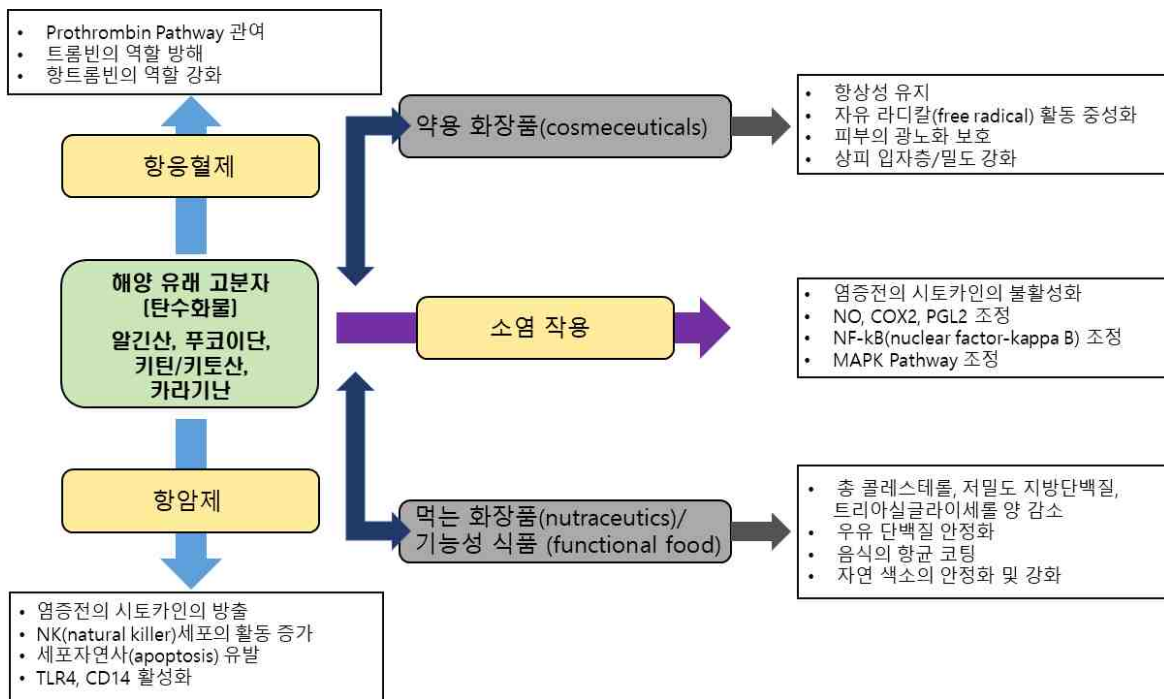 • Prothrombin Pathway 관여
• 트롬빈의 역할 방해
• 항트롬빈의 역할 강화
항응혈제
해양 유래 고분자
(탄수화물)
알긴산, 푸코이단,
키틴/키토산,
카라기난
항암제
• 염증전의 시토카인의 방출
• NK(natural killer)세포의 활동 증가
• 세포자연사(apoptosis) 유발
• TLR4, CD14 활성화
약용 화장품(cosmeceuticals)
• 항상성 유지
• 자유 라디칼(free radical) 활동 중성화
• 피부의 광노화 보호
• 상피 입자층/밀도 강화
소염 작용
• 염증전의 시토카인의 불활성화
• NO, COX2, PGL2 조정
• NF-kB(nuclear factor-kappa B) 조정
• MAPK Pathway 조정
먹는 화장품(nutraceutics)/
기능성 식품 (functional food)
• 총 콜레스테롤, 저밀도 지방단백질,
트리아실글라이세롤 양 감소
• 우유 단백질 안정화
• 음식의 항균 코팅
• 자연 색소의 안정화 및 강화